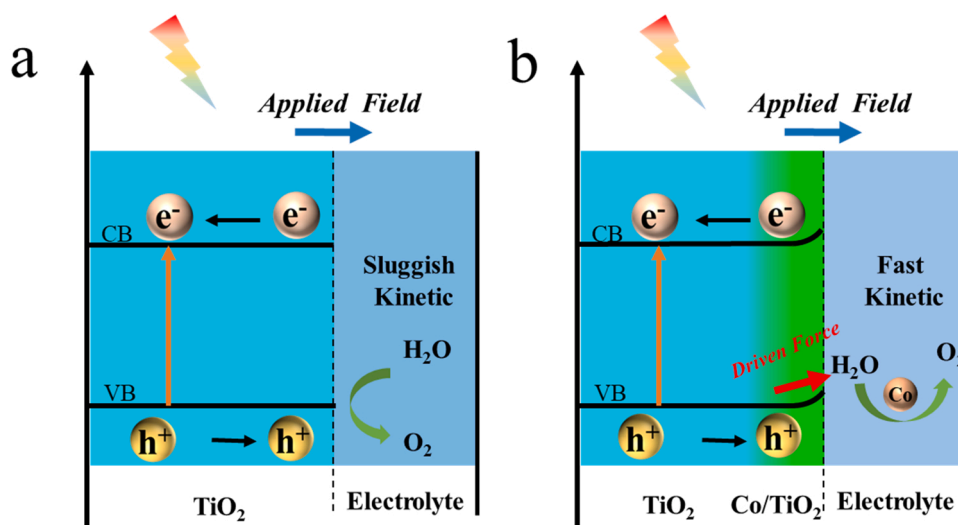 a
Applied Field
e⁻
e⁻
CB
Sluggish
Kinetic
H₂O
VB
h⁺
h⁺
O₂
TiO₂
Electrolyte
b
Applied Field
e⁻
e⁻
CB
Fast
Kinetic
Driven Force
H₂O
O₂
Co
VB
h⁺
h⁺
TiO₂
Co/TiO₂
Electrolyte